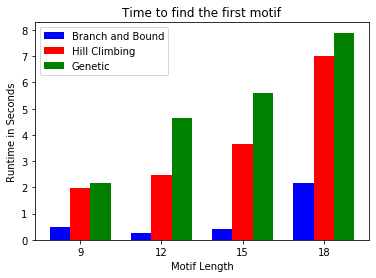 Time to find the first motif
Branch and Bound
Hill Climbing
Genetic
Runtime in Seconds
8
7
6
5
4
3
2
1
0
9 12 15 18
Motif Length